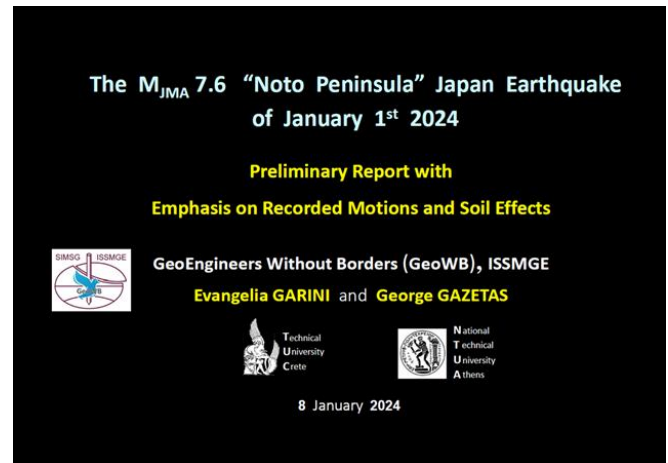 The MJMA 7.6 “Noto Peninsula” Japan Earthquake
of January 1st 2024
Preliminary Report with
Emphasis on Recorded Motions and Soil Effects
SIMSG ISSMGE
GeoWB
GeoEngineers Without Borders (GeoWB), ISSMGE
Evangelia GARINI and George GAZETAS
Technical
University
Crete
National
Technical
University
Athens
8 January 2024